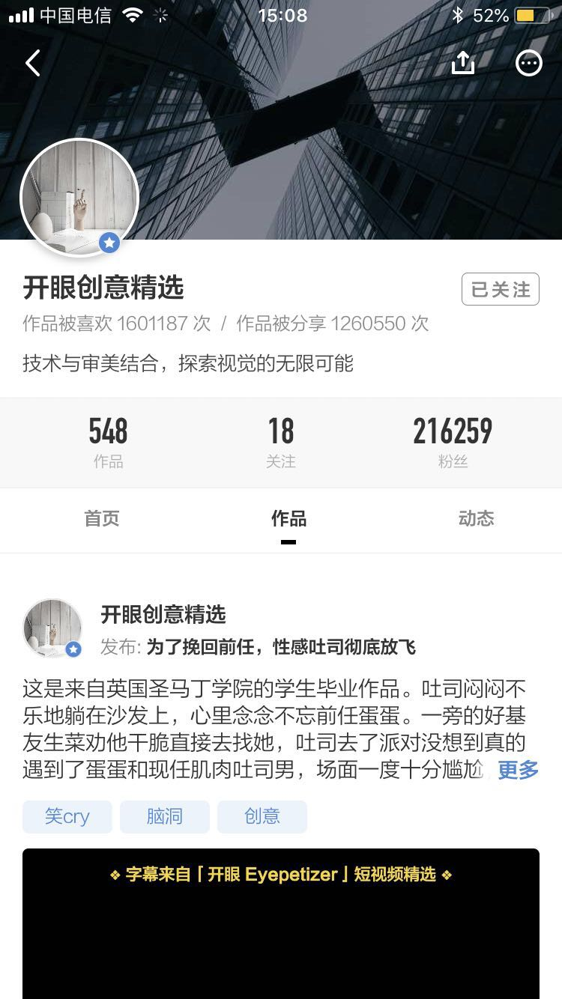 中国电信
15:08
52%
开眼创意精选
已关注
作品被喜欢 1601187 次 / 作品被分享 1260550 次
技术与审美结合，探索视觉的无限可能
548
18
216259
作品
关注
粉丝
首页
作品
动态
开眼创意精选
发布: 为了挽回前任，性感吐司彻底放飞
这是来自英国圣马丁学院的学生毕业作品。吐司闷闷不
乐地躺在沙发上，心里念念不忘前任蛋蛋。一旁的好基
友生菜劝他干脆直接去找她，吐司去了派对没想到真的
遇到了蛋蛋和现任肌肉吐司男，场面一度十分尴尬，更多
笑cry
脑洞
创意
❖ 字幕来自「 开眼 Eyepetizer 」短视频精选 ❖